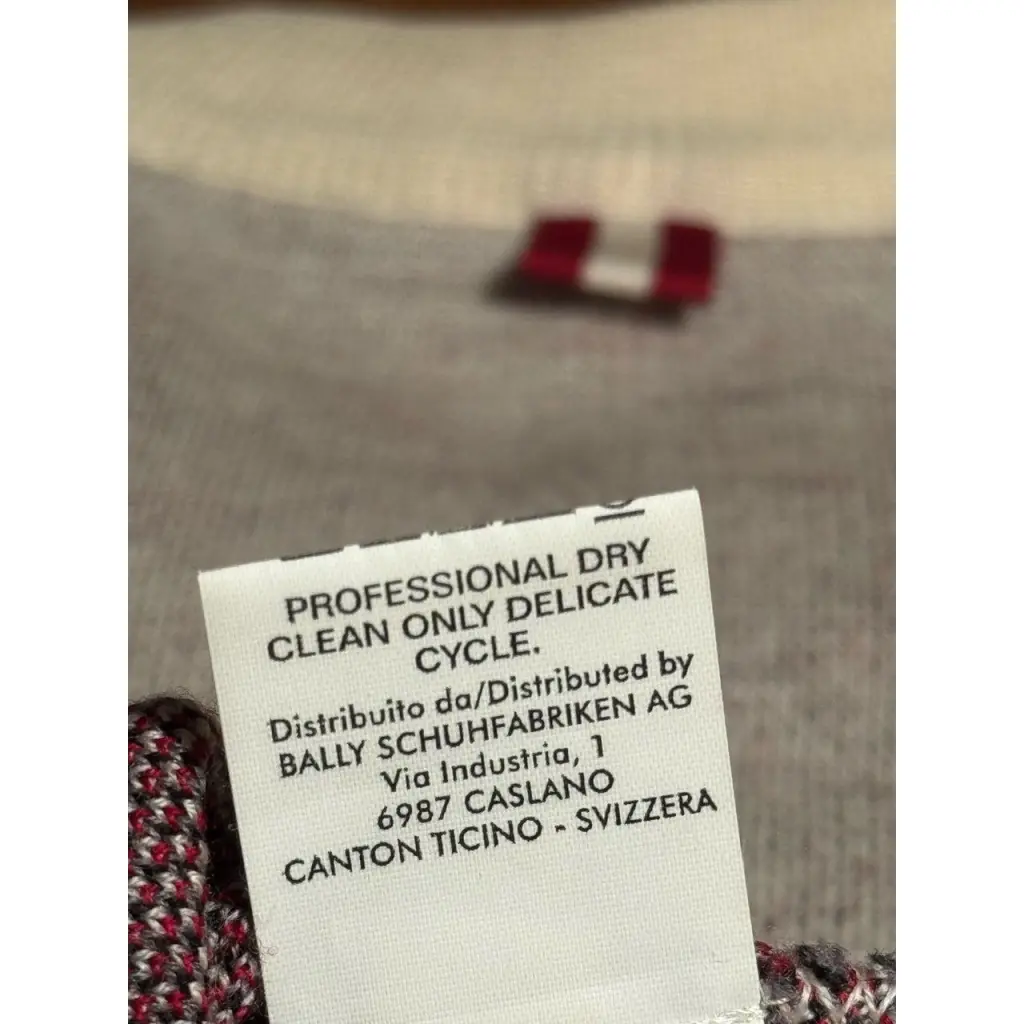 PROFESSIONAL DRY
CLEAN ONLY DELICATE
CYCLE.
Distribuito da/Distributed by
BALLY SCHUHFABRIKEN AG
Via Industria, 1
6987 CASLANO
CANTON TICINO - SVIZZERA